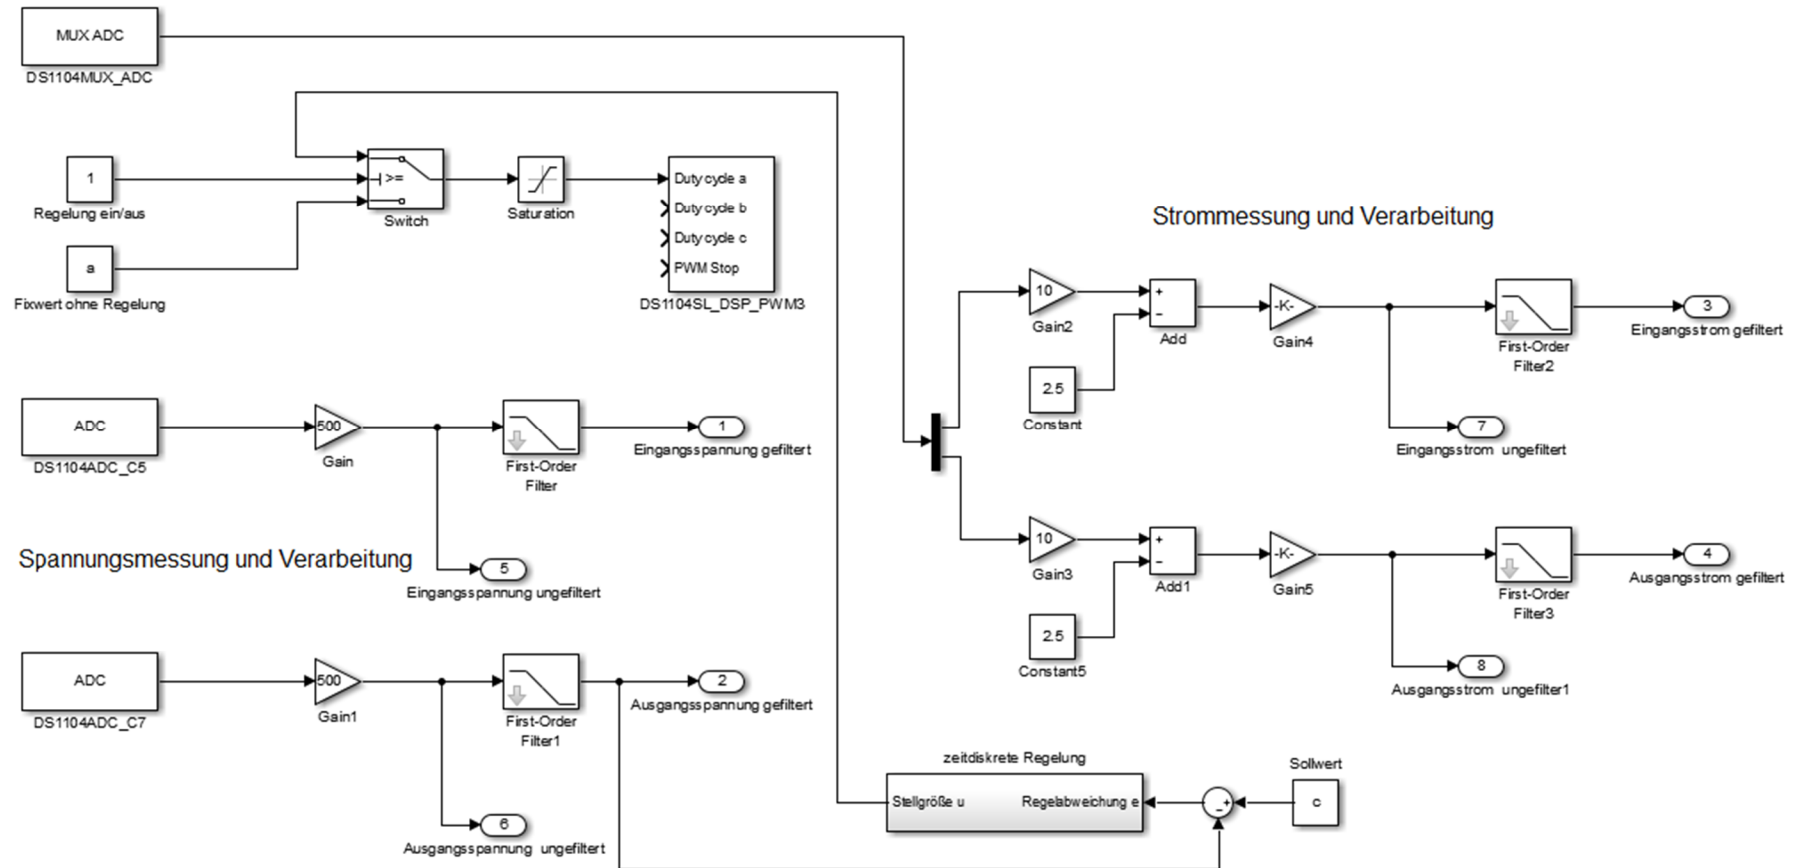 MUX ADC
DS1104MUX_ADC
1
Regelung ein/aus
a
Fixwert ohne Regelung
>=
Switch
Saturation
Duty cycle a
Duty cycle b
Duty cycle c
PWM Stop
DS1104SL_DSP_PWM3
ADC
DS1104ADC_C5
500
Gain
First-Order
Filter
1
Eingangsspannung gefiltert
5
Eingangsspannung ungefiltert
Spannungsmessung und Verarbeitung
ADC
DS1104ADC_C7
500
Gain1
First-Order
Filter1
2
Ausgangsspannung gefiltert
6
Ausgangsspannung ungefiltert
Strommessung und Verarbeitung
10
Gain2
+
−
Add
2.5
Constant
-K-
Gain4
First-Order
Filter2
3
Eingangsstrom gefiltert
7
Eingangsstrom ungefiltert
10
Gain3
+
−
Add1
2.5
Constant5
-K-
Gain5
First-Order
Filter3
4
Ausgangsstrom gefiltert
8
Ausgangsstrom ungefilter1
zeitdiskrete Regelung
Stellgröße u
Regelabweichung e
−+
Sollwert
c